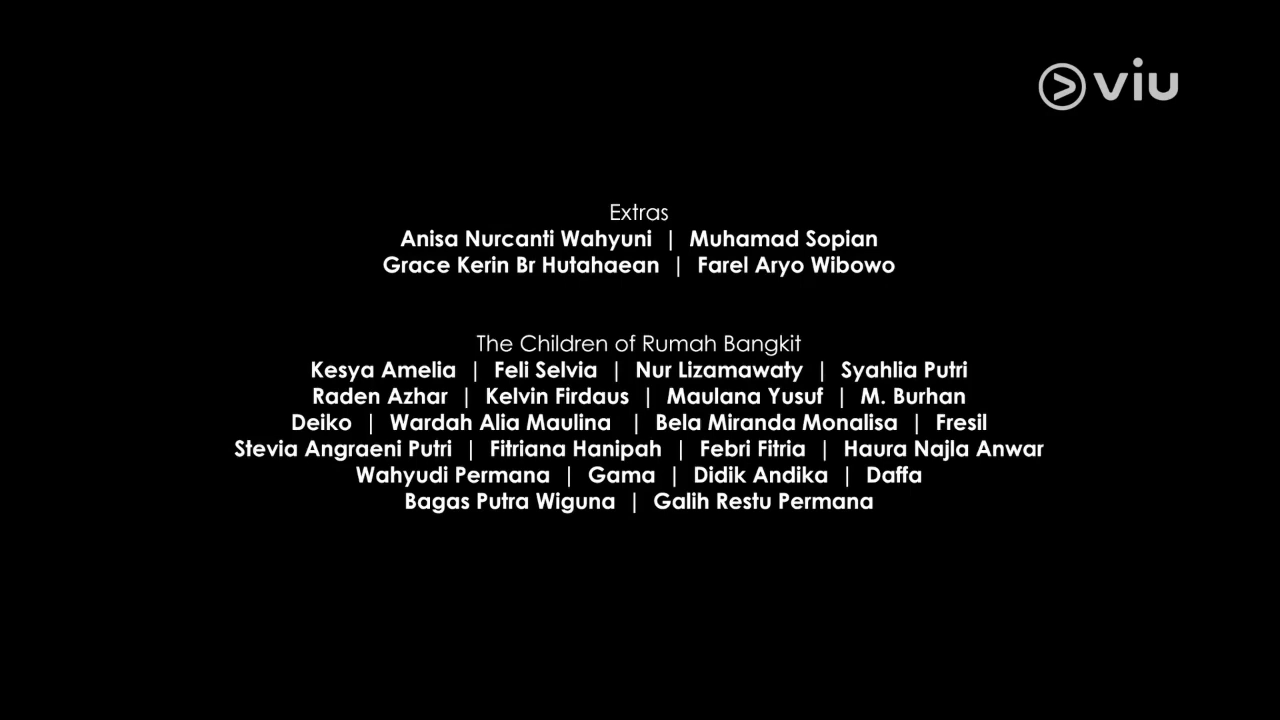 viu
Extras
Anisa Nurcanti Wahyuni | Muhamad Sopian
Grace Kerin Br Hutahaean | Farel Aryo Wibowo
The Children of Rumah Bangkit
Kesya Amelia | Feli Selvia | Nur Lizamawaty | Syahlia Putri
Raden Azhar | Kelvin Firdaus | Maulana Yusuf | M. Burhan
Deiko | Wardah Alia Maulina | Bela Miranda Monalisa | Fresil
Stevia Angraeni Putri | Fitriana Hanipah | Febri Fitria | Haura Najla Anwar
Wahyudi Permana | Gama | Didik Andika | Daffa
Bagas Putra Wiguna | Galih Restu Permana